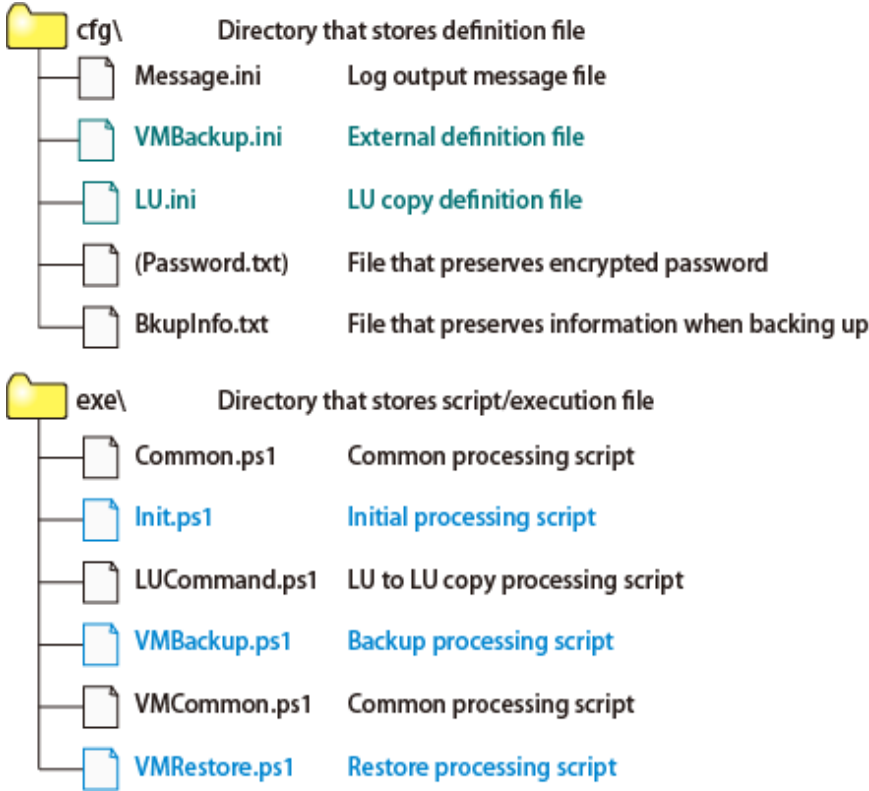 cfg\ Directory that stores definition file
Message.ini Log output message file
VMBackup.ini External definition file
LU.ini LU copy definition file
(Password.txt) File that preserves encrypted password
BkupInfo.txt File that preserves information when backing up
exe\ Directory that stores script/execution file
Common.ps1 Common processing script
Init.ps1 Initial processing script
LUCommand.ps1 LU to LU copy processing script
VMBackup.ps1 Backup processing script
VMCommon.ps1 Common processing script
VMRestore.ps1 Restore processing script